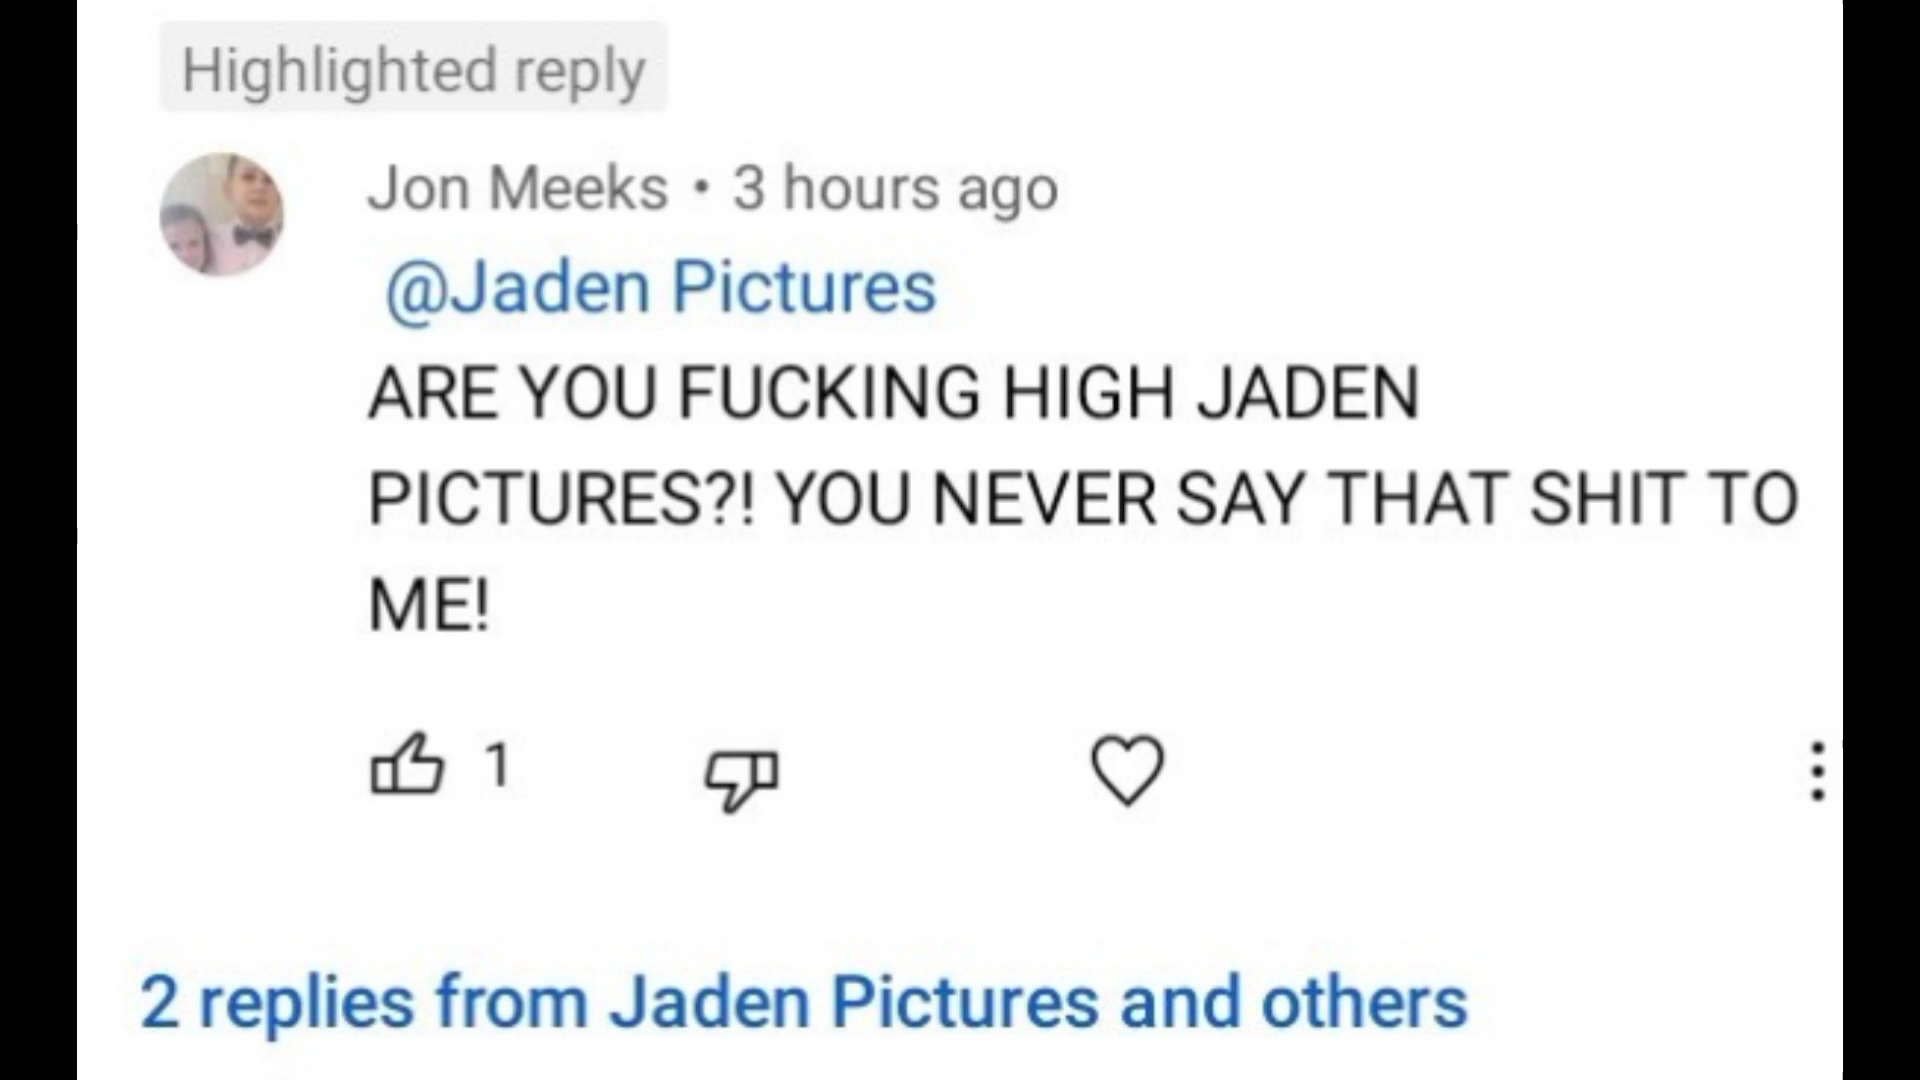 Highlighted reply
Jon Meeks • 3 hours ago
@Jaden Pictures
ARE YOU FUCKING HIGH JADEN
PICTURES?! YOU NEVER SAY THAT SHIT TO
ME!
1
2 replies from Jaden Pictures and others